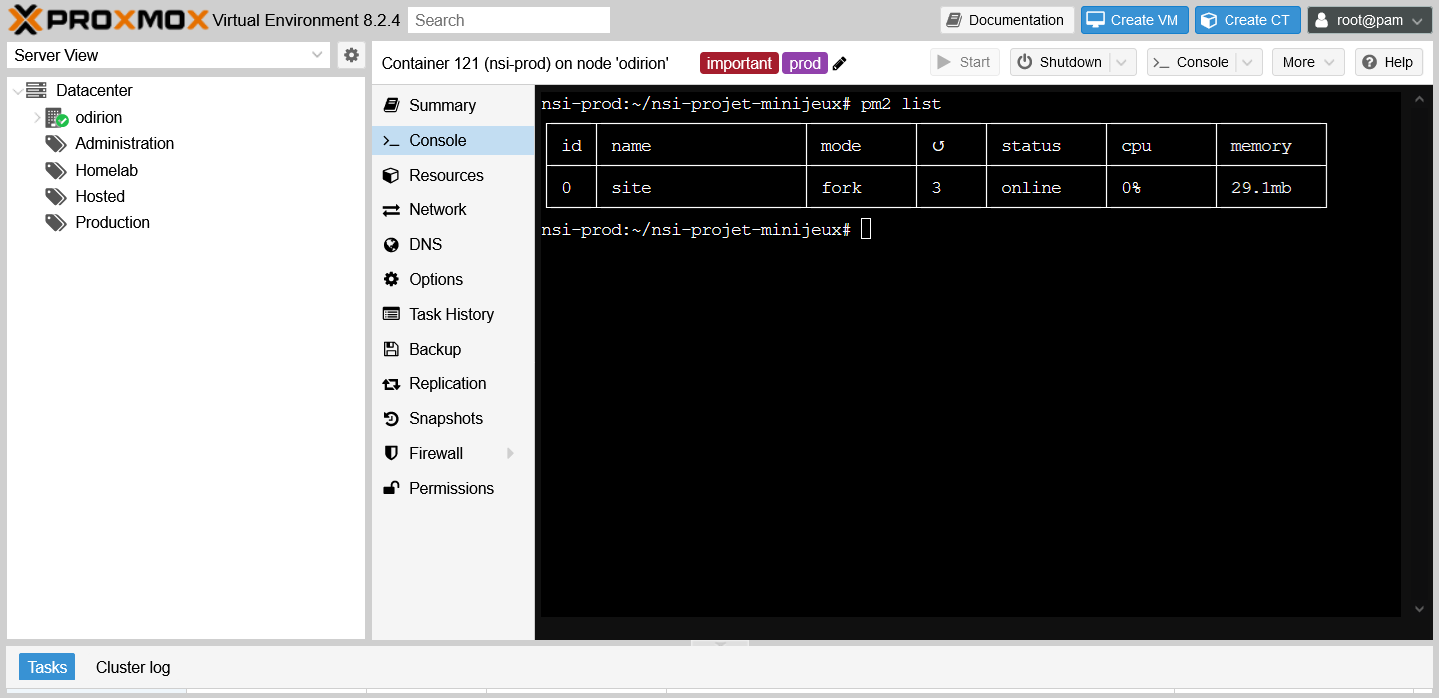 PROXMOX Virtual Environment 8.2.4 Search Documentation Create VM Create CT root@pam
Server View
Datacenter
odirion
Administration
Homelab
Hosted
Production
Container 121 (nsi-prod) on node 'odirion' important prod Start Shutdown >_ Console More Help
Summary
>_ Console
Resources
Network
DNS
Options
Task History
Backup
Replication
Snapshots
Firewall
Permissions
nsi-prod:~/nsi-projet-minijeux# pm2 list
id name mode ↺ status cpu memory
0 site fork 3 online 0% 29.1mb
nsi-prod:~/nsi-projet-minijeux#
Tasks Cluster log